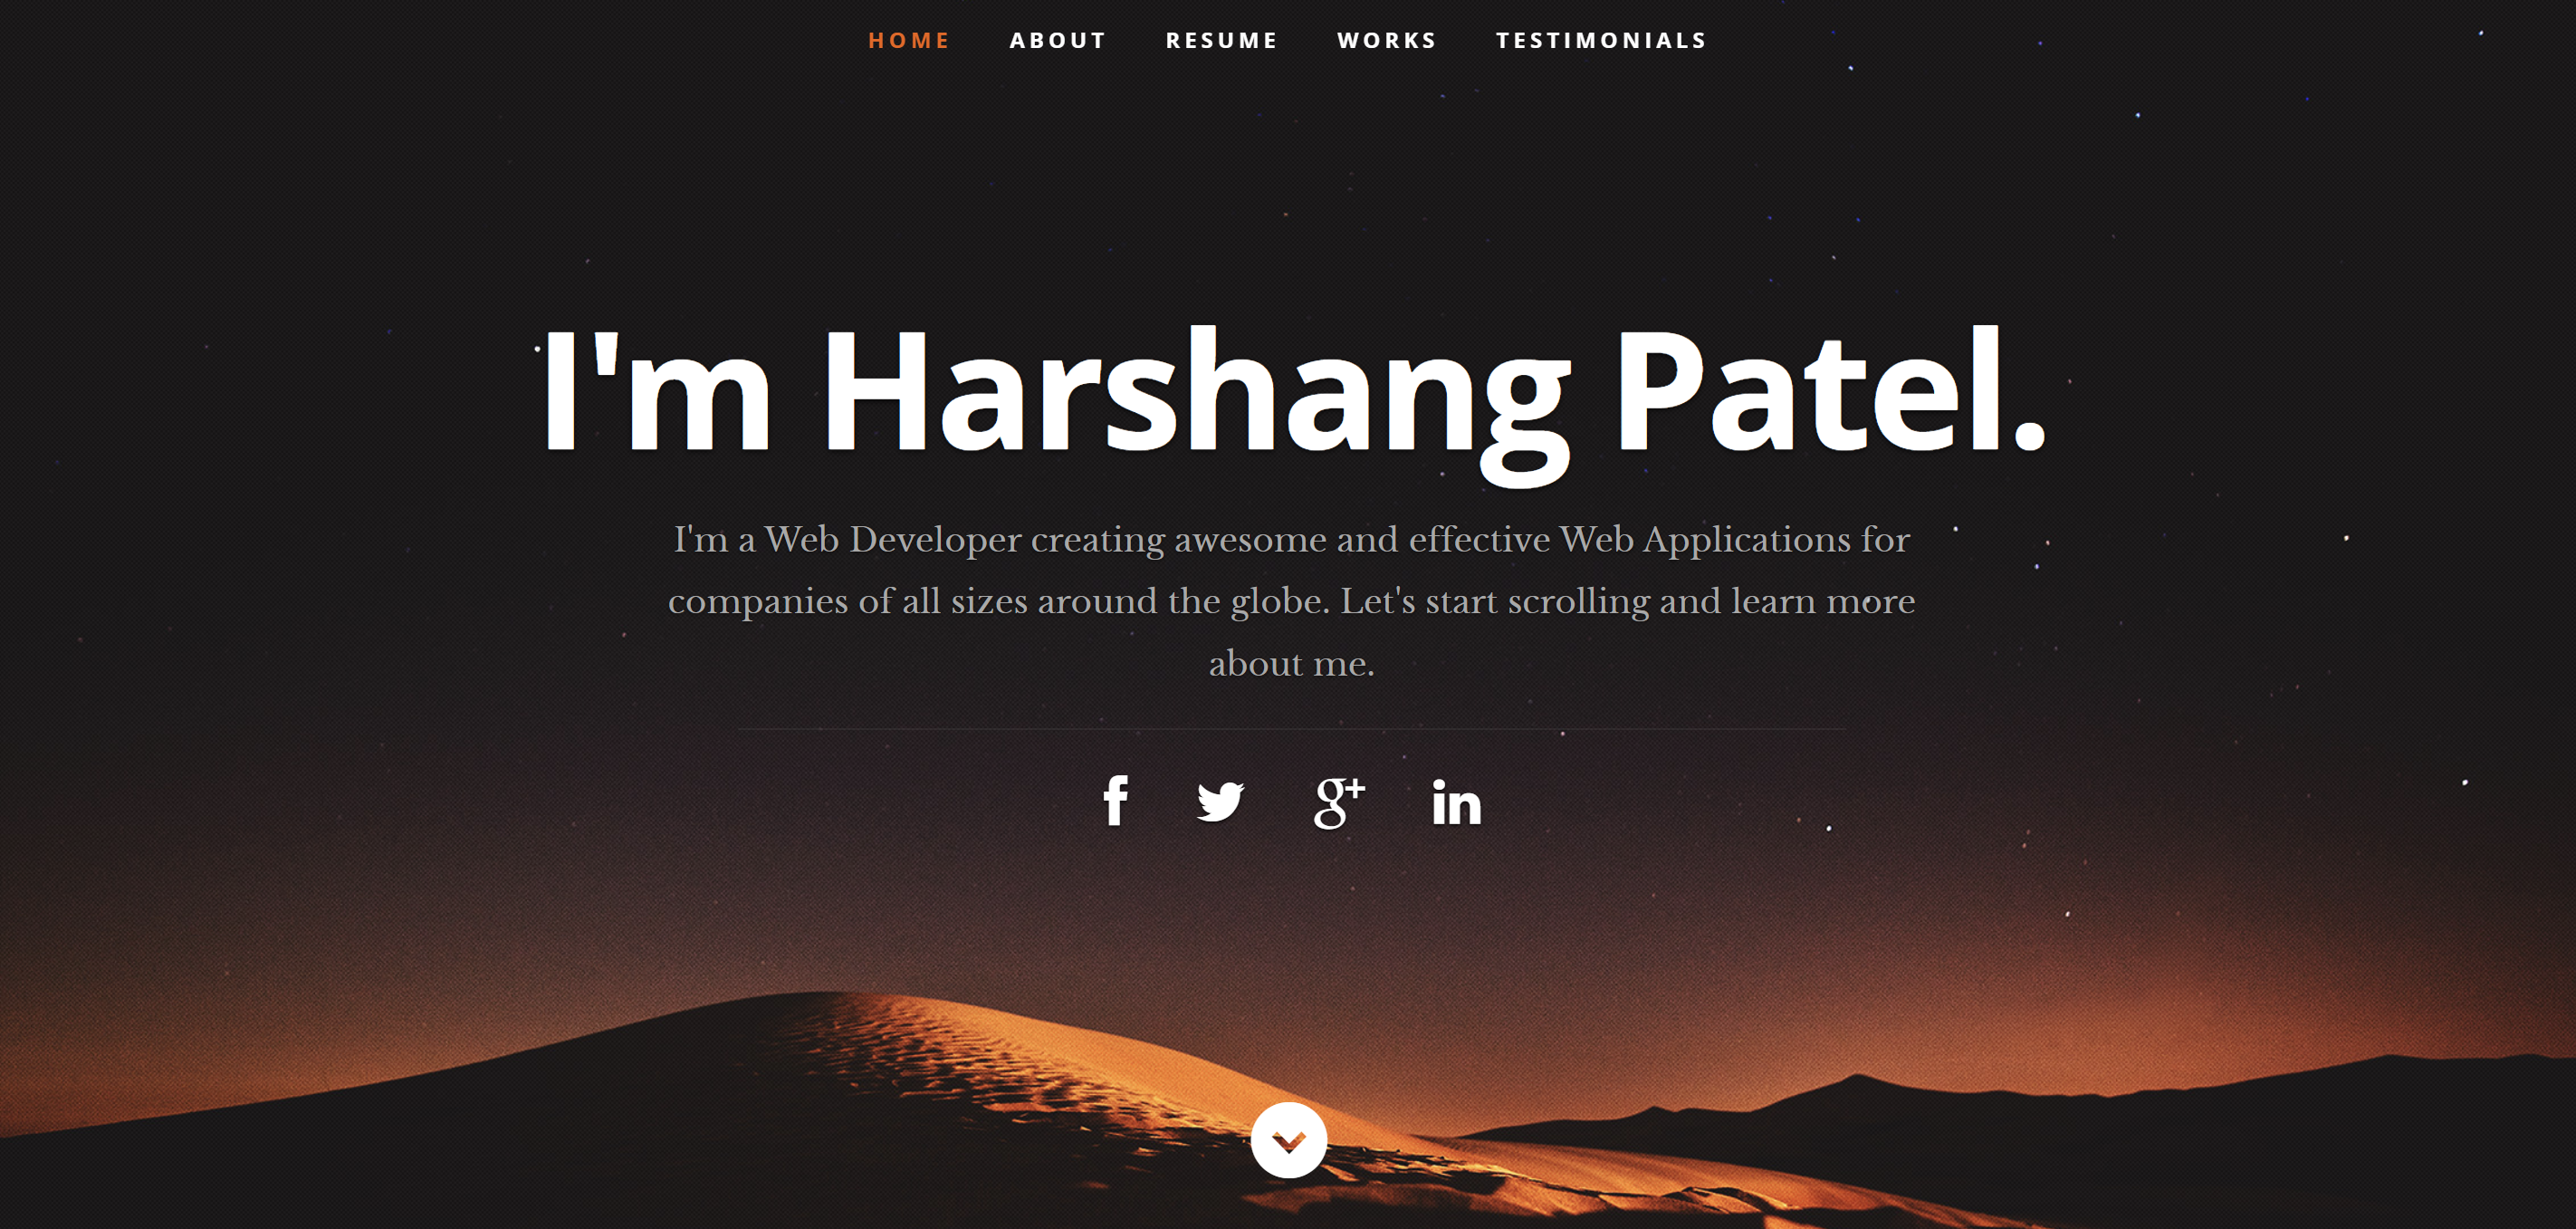 HOME ABOUT RESUME WORKS TESTIMONIALS
I'm Harshang Patel.
I'm a Web Developer creating awesome and effective Web Applications for
companies of all sizes around the globe. Let's start scrolling and learn more
about me.
f g+ in